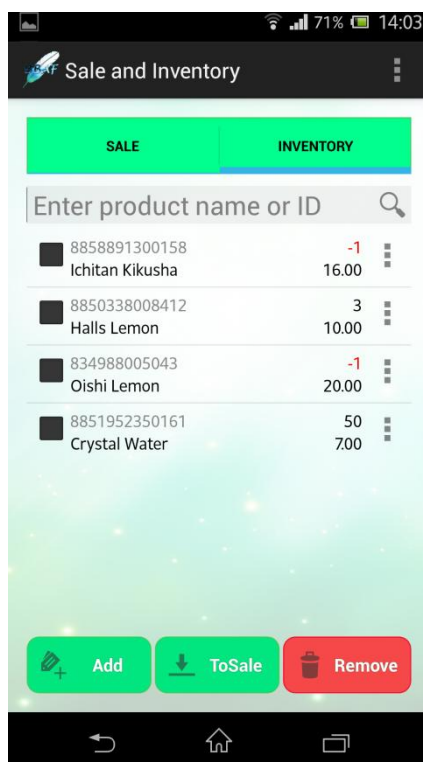 71% 14:03
Sale and Inventory
SALE INVENTORY
Enter product name or ID
8858891300158 -1
Ichitan Kikusha 16.00
8850338008412 3
Halls Lemon 10.00
834988005043 -1
Oishi Lemon 20.00
8851952350161 50
Crystal Water 7.00
Add ToSale Remove